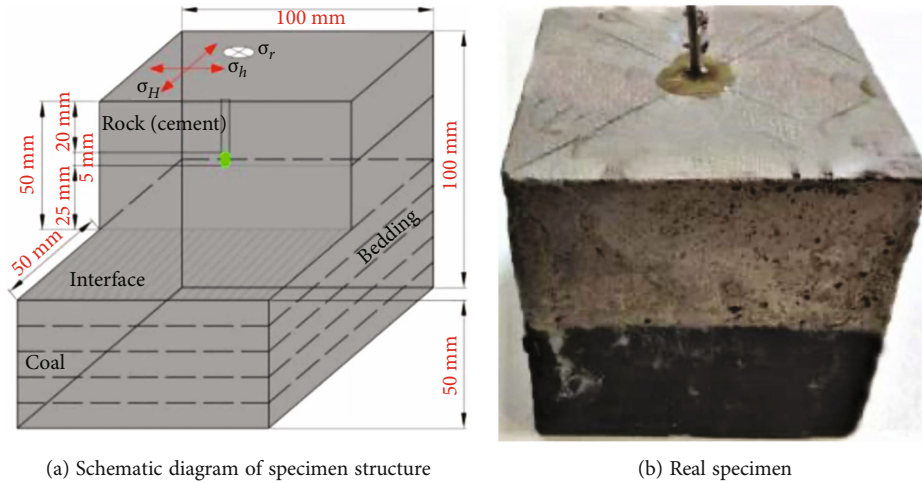 100 mm
σr
σh
σH
Rock (cement)
20 mm
5 mm
25 mm
50 mm
100 mm
50 mm
Bedding
Interface
Coal
50 mm
(a) Schematic diagram of specimen structure
(b) Real specimen